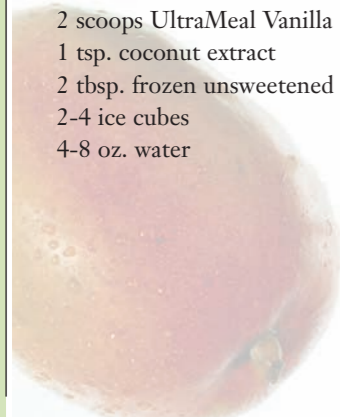 2 scoops UltraMeal Vanilla
1 tsp. coconut extract
2 tbsp. frozen unsweetened
2-4 ice cubes
4-8 oz. water